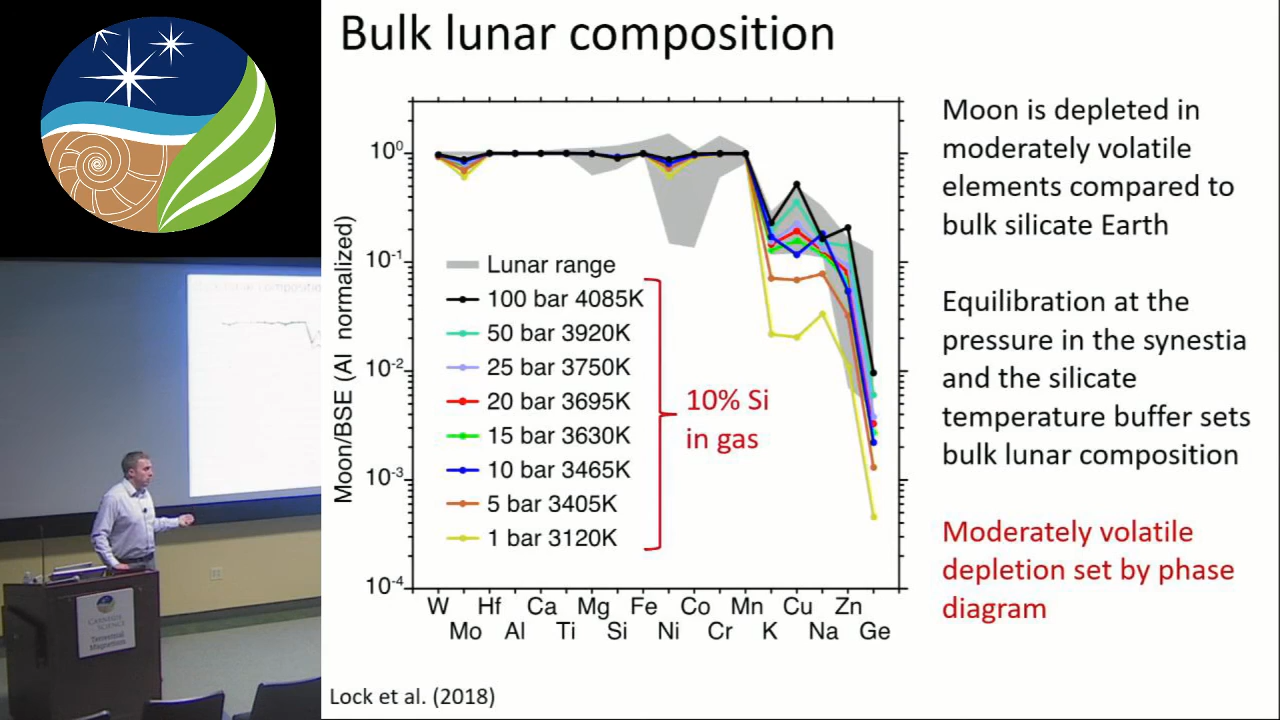 Bulk lunar composition
Moon/BSE (Al normalized)
10⁰
10⁻¹
10⁻²
10⁻³
10⁻⁴
Lunar range
100 bar 4085K
50 bar 3920K
25 bar 3750K
20 bar 3695K
15 bar 3630K
10 bar 3465K
5 bar 3405K
1 bar 3120K
10% Si
in gas
W Hf Ca Mg Fe Co Mn Cu Zn
Mo Al Ti Si Ni Cr K Na Ge
Moon is depleted in
moderately volatile
elements compared to
bulk silicate Earth
Equilibration at the
pressure in the synestia
and the silicate
temperature buffer sets
bulk lunar composition
Moderately volatile
depletion set by phase
diagram
Lock et al. (2018)
CARNEGIE
SCIENCE
Terrestrial
Magnetism